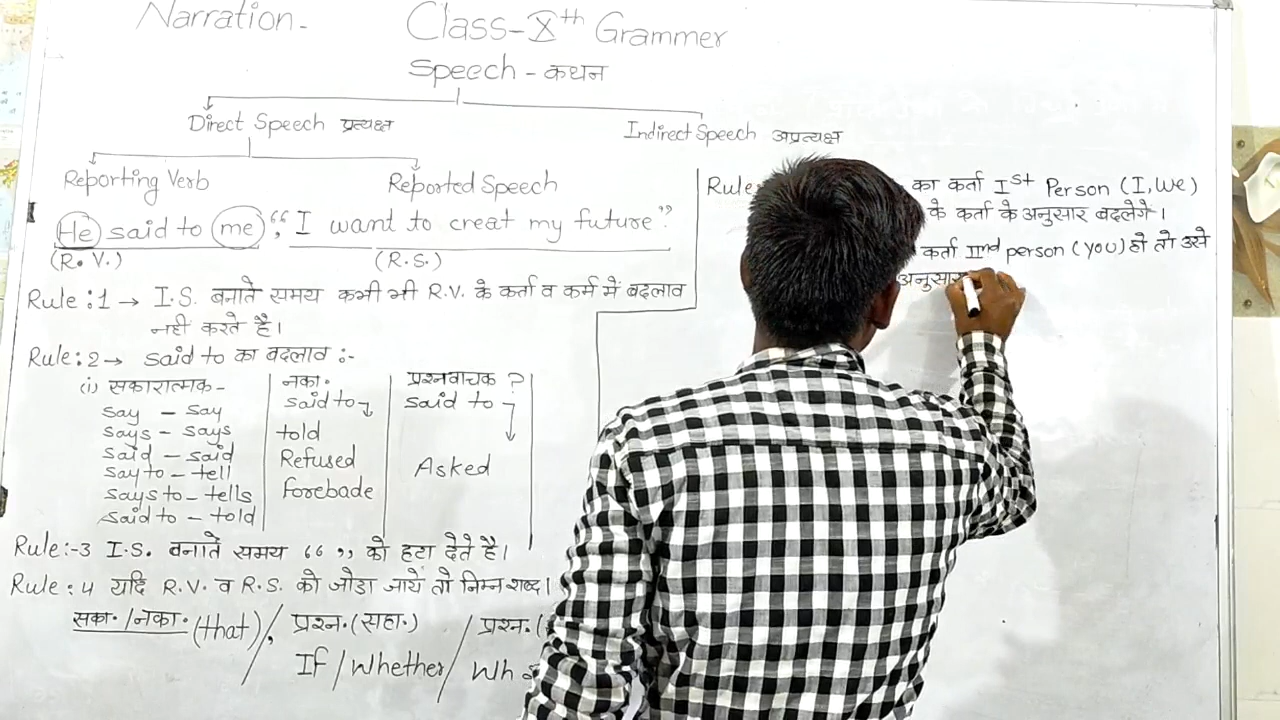 Narration- Class-Xth Grammer
Speech - कथन
Direct Speech प्रत्यक्ष
Indirect Speech अप्रत्यक्ष
Reporting Verb Reported Speech
He said to me, "I want to creat my future".
(R.V.) (R.S.)
Rule:1→ I.S. बनाते समय कभी भी R.V. के कर्ता व कर्म में बदलाव
नही करते है।
Rule:2→ said to का बदलाव :-
(i) सकारात्मक- नका. प्रश्नवाचक ?
say - say said to said to
says - says told
said - said Refused Asked
say to - tell
says to - tells forebade
said to - told
Rule:-3 I.S. बनाते समय “ ” को हटा देते है।
Rule:4 यदि R.V. व R.S. को जोडा जाये तो निम्न शब्द।
सका./नका. (that), / प्रश्न.(सहा.) / प्रश्न.(
If / Whether / Wh
Rule: का कर्ता Ist Person (I, We)
के कर्ता के अनुसार बदलेगे।
कर्ता IInd person (you) हो तो उसे
अनुसार